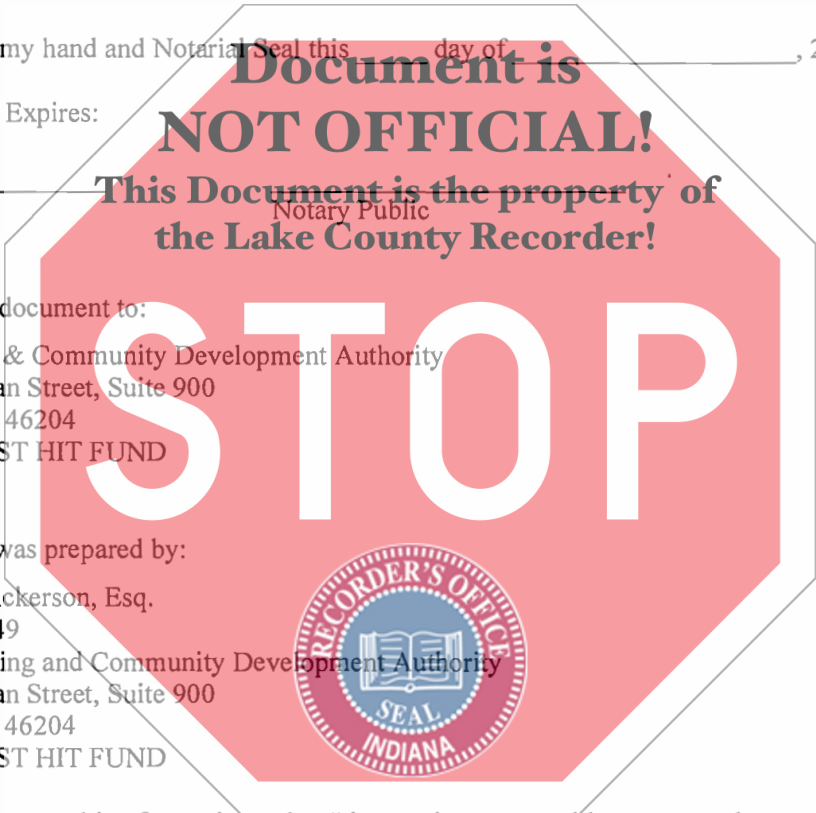 my hand and Notarial Seal this day of , 2
Document is
Expires:
NOT OFFICIAL!
This Document is the property of
Notary Public
the Lake County Recorder!
document to:
STOP
& Community Development Authority
an Street, Suite 900
46204
ST HIT FUND
was prepared by:
ckerson, Esq.
49
ing and Community Development Authority
an Street, Suite 900
46204
ST HIT FUND
RECORDER'S OFFICE
SEAL
INDIANA